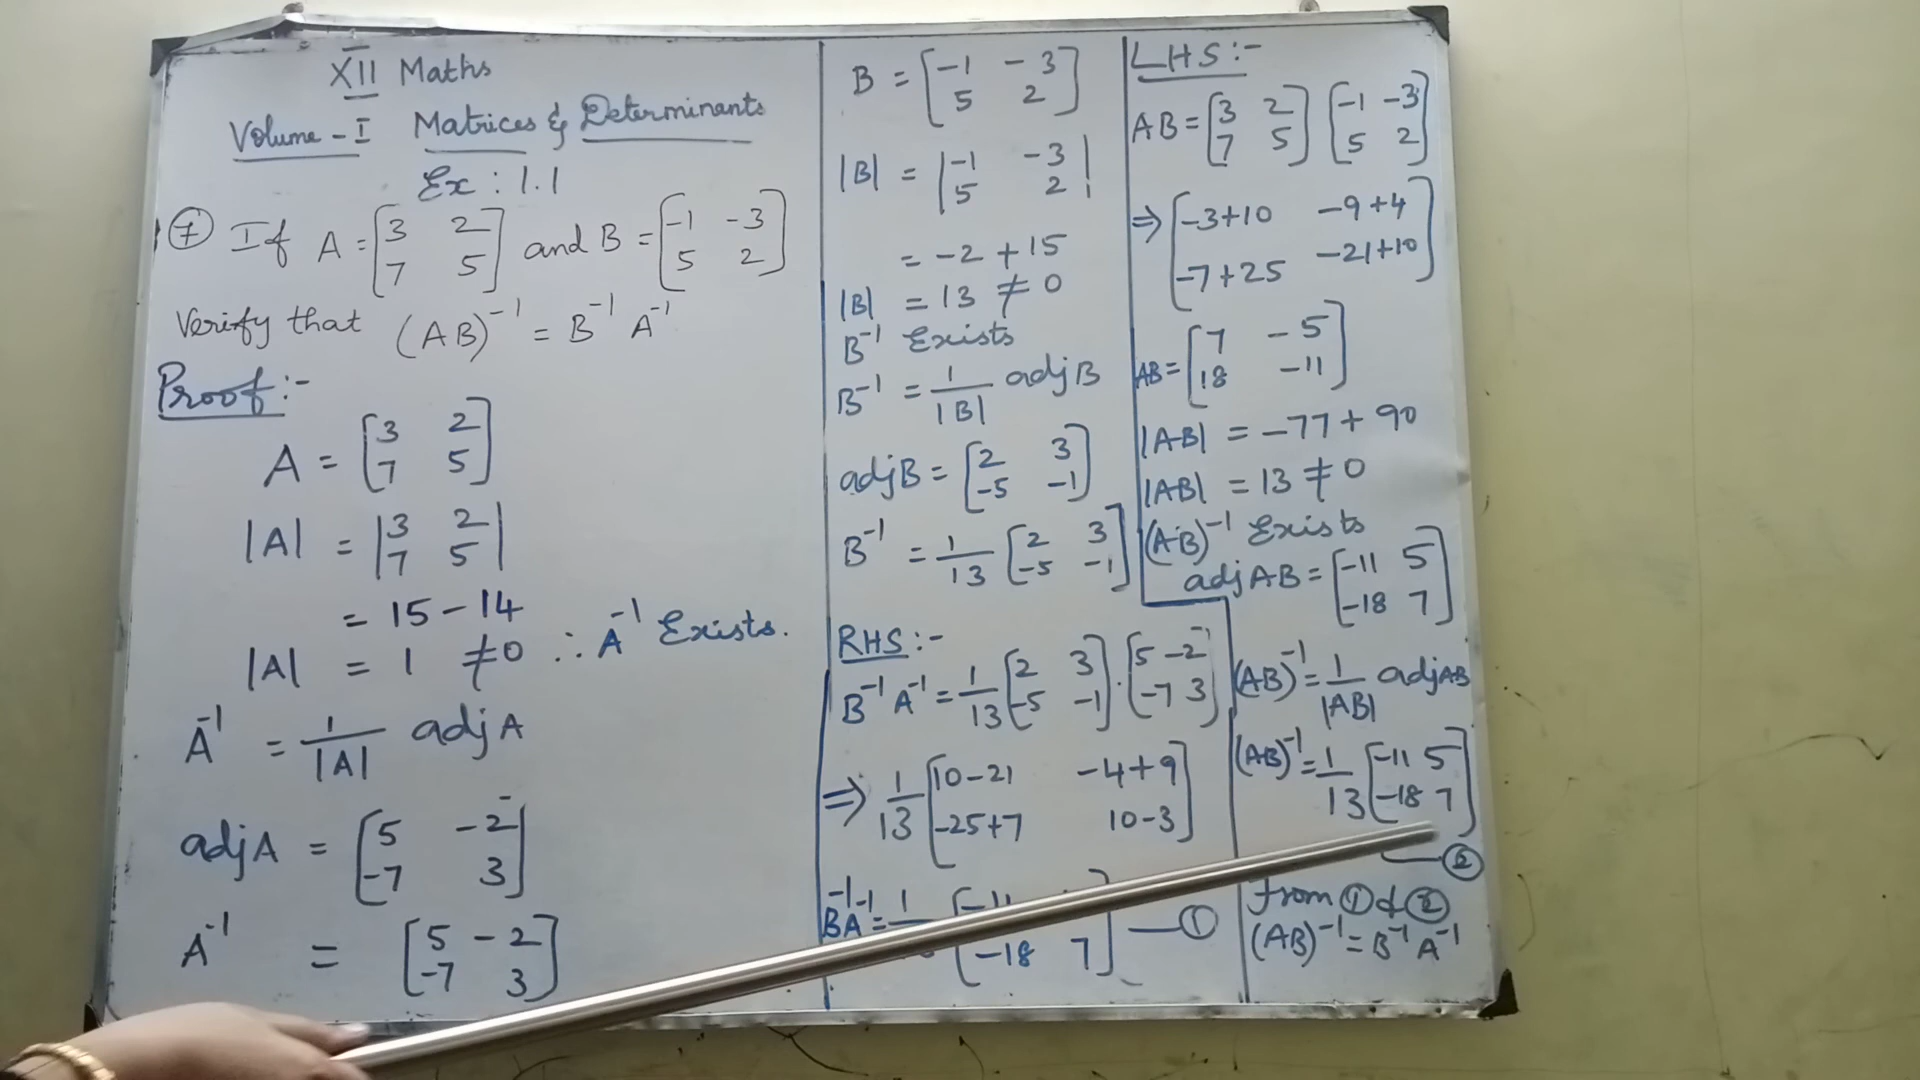 XII Maths
Volume - I Matrices & Determinants
Ex : 1.1
7 If A = [3 2 and B = [-1 -3
7 5] 5 2]
Verify that (AB)⁻¹ = B⁻¹ A⁻¹
Proof :-
A = [3 2
7 5]
|A| = |3 2
7 5|
= 15 - 14
|A| = 1 ≠0 ∴ A⁻¹ Exists.
A⁻¹ = 1/|A| adj A
adjA = [5 -2
-7 3]
A⁻¹ = [5 -2
-7 3]
B = [-1 -3
5 2]
|B| = |-1 -3
5 2|
= -2 + 15
|B| = 13 ≠ 0
B⁻¹ Exists
B⁻¹ = 1/|B| adj B
adjB = [2 3
-5 -1]
B⁻¹ = 1/13 [2 3
-5 -1]
RHS :-
B⁻¹ A⁻¹ = 1/13 [2 3 . [5 -2
-5 -1] -7 3]
⇒ 1/13 [10-21 -4+9
-25+7 10-3]
B⁻¹A⁻¹ = 1 [-11
-18 7] — ①
LHS :-
AB = [3 2 [-1 -3
7 5] 5 2]
⇒ [-3+10 -9+4
-7+25 -21+10]
AB = [7 -5
18 -11]
|AB| = -77 + 90
|AB| = 13 ≠ 0
(AB)⁻¹ Exists
adjAB = [-11 5
-18 7]
(AB)⁻¹ = 1/|AB| adjAB
(AB)⁻¹ = 1/13 [-11 5
-18 7]
— ②
from ① & ②
(AB)⁻¹ = B⁻¹ A⁻¹